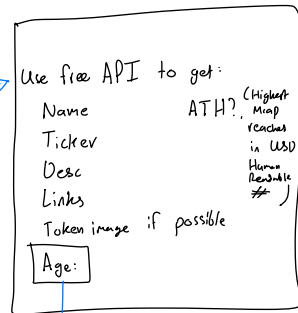 Use free API to get:
Name
Ticker
Desc
Links
Token image if possible
Age:
ATH?
(Highest
Mcap
reaches
in USD
Human
Readable
#)